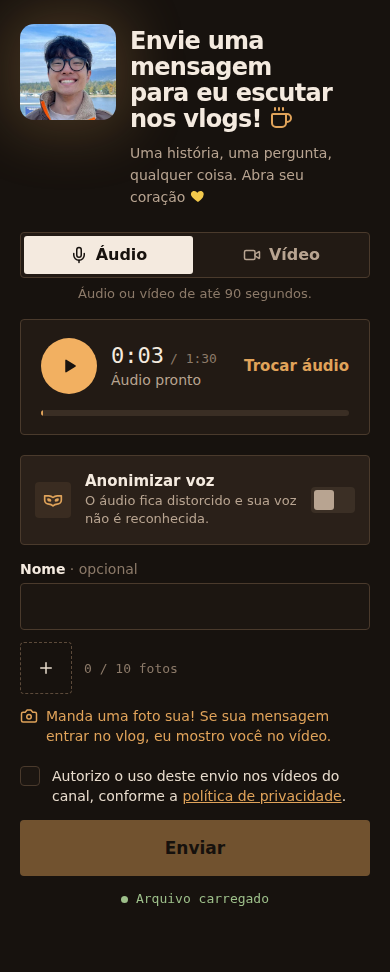 Envie uma
mensagem
para eu escutar
nos vlogs!
Uma história, uma pergunta,
qualquer coisa. Abra seu
coração 💛
Áudio
Vídeo
Áudio ou vídeo de até 90 segundos.
0:03 / 1:30
Áudio pronto
Trocar áudio
Anonimizar voz
O áudio fica distorcido e sua voz
não é reconhecida.
Nome · opcional
0 / 10 fotos
Manda uma foto sua! Se sua mensagem
entrar no vlog, eu mostro você no vídeo.
Autorizo o uso deste envio nos vídeos do
canal, conforme a política de privacidade.
Enviar
Arquivo carregado